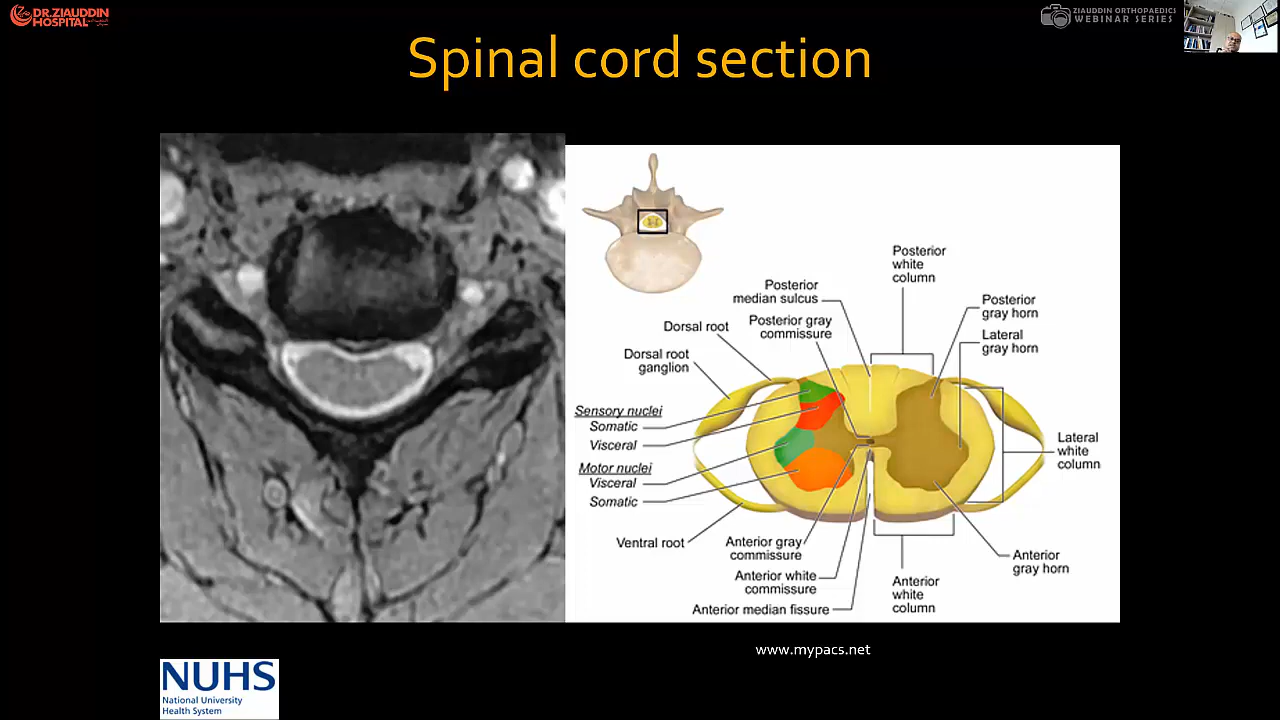 DR.ZIAUDDIN
HOSPITAL
ZIAUDDIN ORTHOPAEDICS
WEBINAR SERIES
Spinal cord section
Posterior
white
column
Posterior
median sulcus
Posterior
gray horn
Dorsal root
Posterior gray
commissure
Lateral
gray horn
Dorsal root
ganglion
Sensory nuclei
Somatic
Visceral
Motor nuclei
Visceral
Somatic
Lateral
white
column
Ventral root
Anterior gray
commissure
Anterior
gray horn
Anterior white
commissure
Anterior
white
column
Anterior median fissure
www.mypacs.net
NUHS
National University
Health System